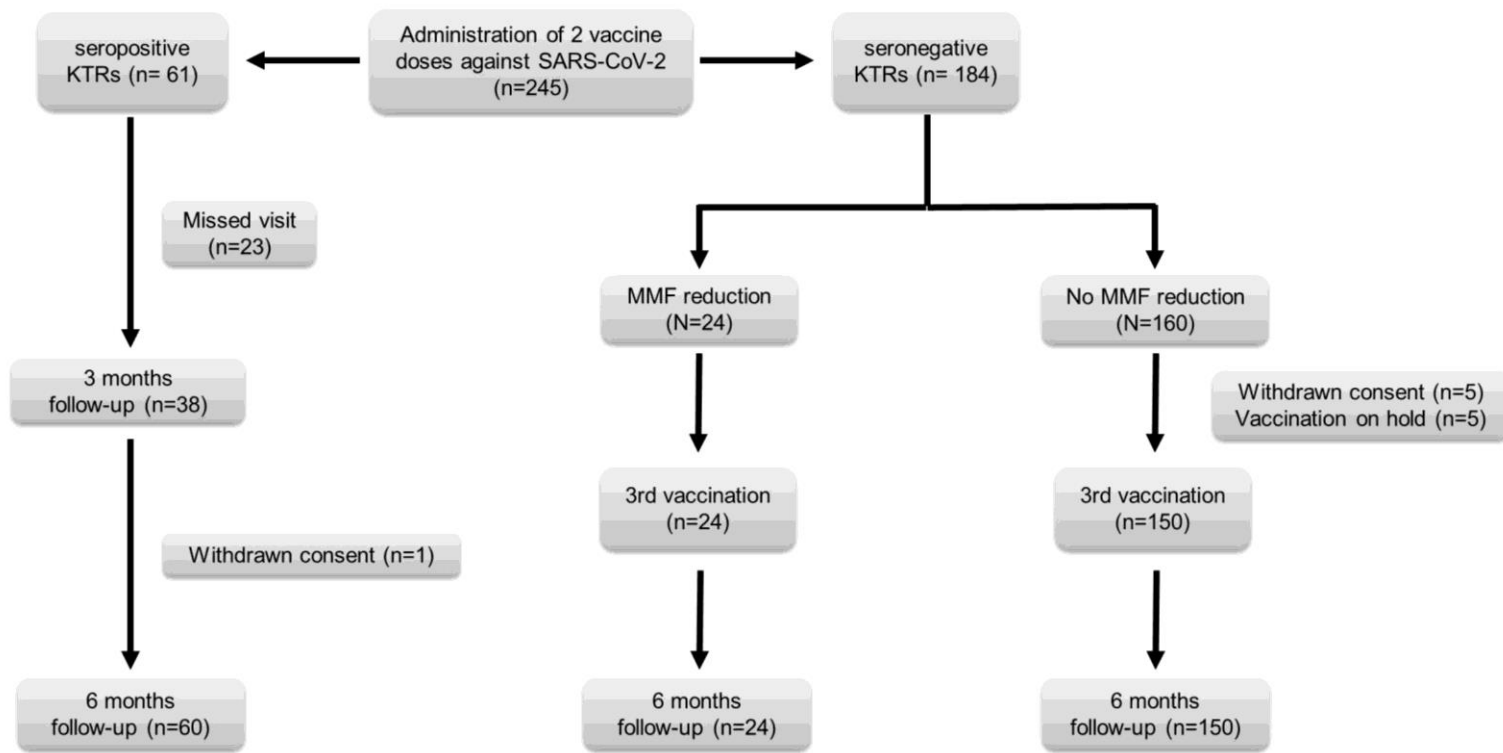 seropositive
KTRs (n= 61)
Administration of 2 vaccine
doses against SARS-CoV-2
(n=245)
seronegative
KTRs (n= 184)
Missed visit
(n=23)
MMF reduction
(N=24)
No MMF reduction
(N=160)
3 months
follow-up (n=38)
Withdrawn consent (n=5)
Vaccination on hold (n=5)
3rd vaccination
(n=24)
3rd vaccination
(n=150)
Withdrawn consent (n=1)
6 months
follow-up (n=60)
6 months
follow-up (n=24)
6 months
follow-up (n=150)